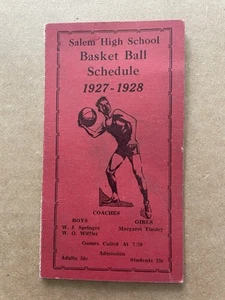 Salem High School
Basket Ball
Schedule
1927-1928
COACHES
BOYS GIRLS
W. J. Springer Margaret Tinsley
W. O.
Games Called At 7:30
Admission
Adults 35c Students 25c